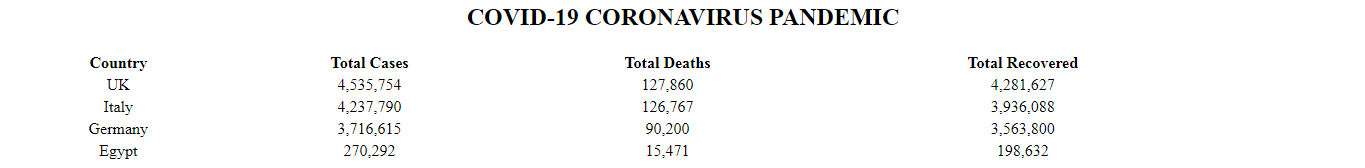 COVID-19 CORONAVIRUS PANDEMIC
Country Total Cases Total Deaths Total Recovered
UK 4,535,754 127,860 4,281,627
Italy 4,237,790 126,767 3,936,088
Germany 3,716,615 90,200 3,563,800
Egypt 270,292 15,471 198,632